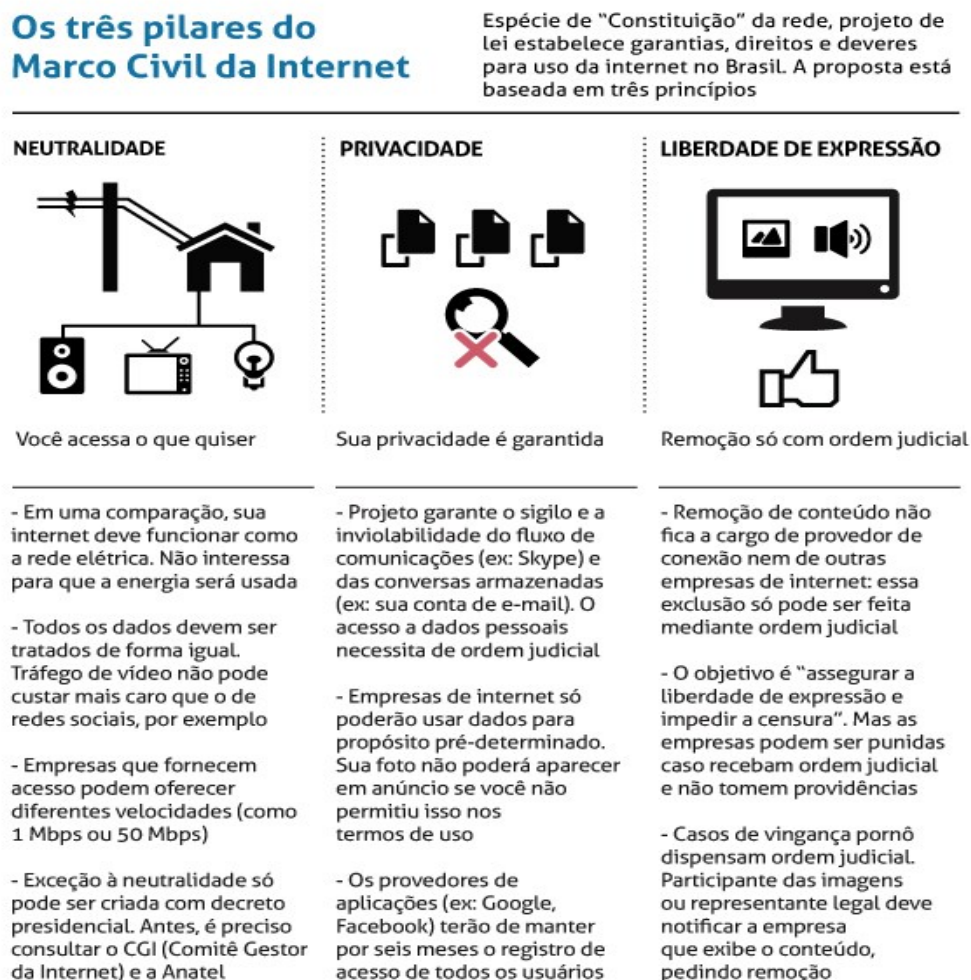 Os três pilares do
Marco Civil da Internet
Espécie de “Constituição” da rede, projeto de
lei estabelece garantias, direitos e deveres
para uso da internet no Brasil. A proposta está
baseada em três princípios
NEUTRALIDADE
Você acessa o que quiser
- Em uma comparação, sua
internet deve funcionar como
a rede elétrica. Não interessa
para que a energia será usada
- Todos os dados devem ser
tratados de forma igual.
Tráfego de vídeo não pode
custar mais caro que o de
redes sociais, por exemplo
- Empresas que fornecem
acesso podem oferecer
diferentes velocidades (como
1 Mbps ou 50 Mbps)
- Exceção à neutralidade só
pode ser criada com decreto
presidencial. Antes, é preciso
consultar o CGI (Comitê Gestor
da Internet) e a Anatel
PRIVACIDADE
Sua privacidade é garantida
- Projeto garante o sigilo e a
inviolabilidade do fluxo de
comunicações (ex: Skype) e
das conversas armazenadas
(ex: sua conta de e-mail). O
acesso a dados pessoais
necessita de ordem judicial
- Empresas de internet só
poderão usar dados para
propósito pré-determinado.
Sua foto não poderá aparecer
em anúncio se você não
permitiu isso nos
termos de uso
- Os provedores de
aplicações (ex: Google,
Facebook) terão de manter
por seis meses o registro de
acesso de todos os usuários
LIBERDADE DE EXPRESSÃO
Remoção só com ordem judicial
- Remoção de conteúdo não
fica a cargo de provedor de
conexão nem de outras
empresas de internet: essa
exclusão só pode ser feita
mediante ordem judicial
- O objetivo é “assegurar a
liberdade de expressão e
impedir a censura”. Mas as
empresas podem ser punidas
caso recebam ordem judicial
e não tomem providências
- Casos de vingança pornô
dispensam ordem judicial.
Participante das imagens
ou representante legal deve
notificar a empresa
que exibe o conteúdo,
pedindo remoção